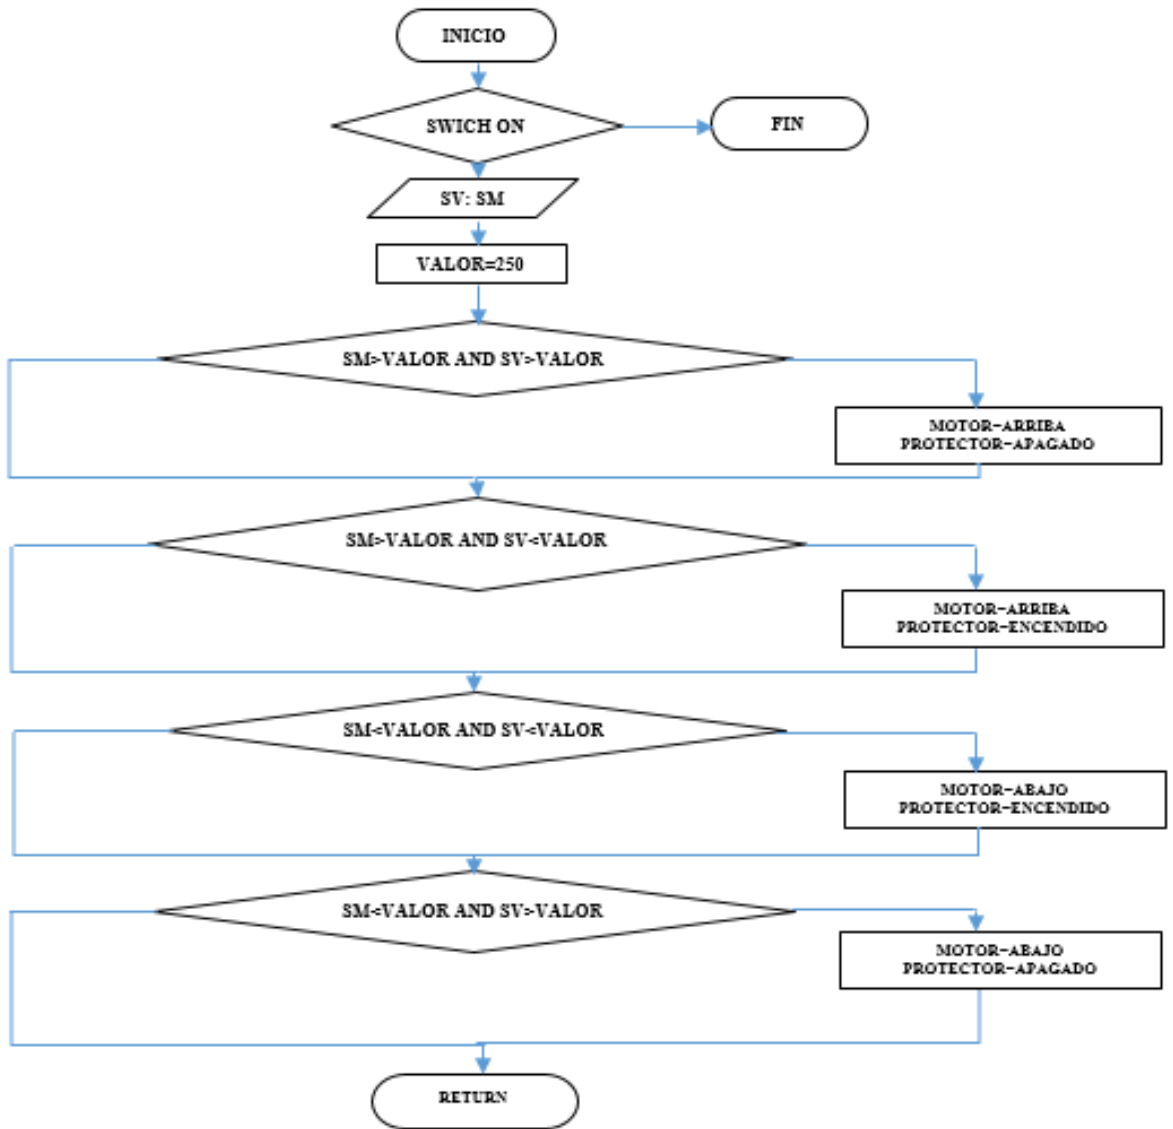 INICIO
SWICH ON
FIN
SV: SM
VALOR=250
SM>VALOR AND SV>VALOR
MOTOR=ARRIBA
PROTECTOR=APAGADO
SM>VALOR AND SV<VALOR
MOTOR=ARRIBA
PROTECTOR=ENCENDIDO
SM<VALOR AND SV<VALOR
MOTOR=ABAJO
PROTECTOR=ENCENDIDO
SM<VALOR AND SV>VALOR
MOTOR=ABAJO
PROTECTOR=APAGADO
RETURN